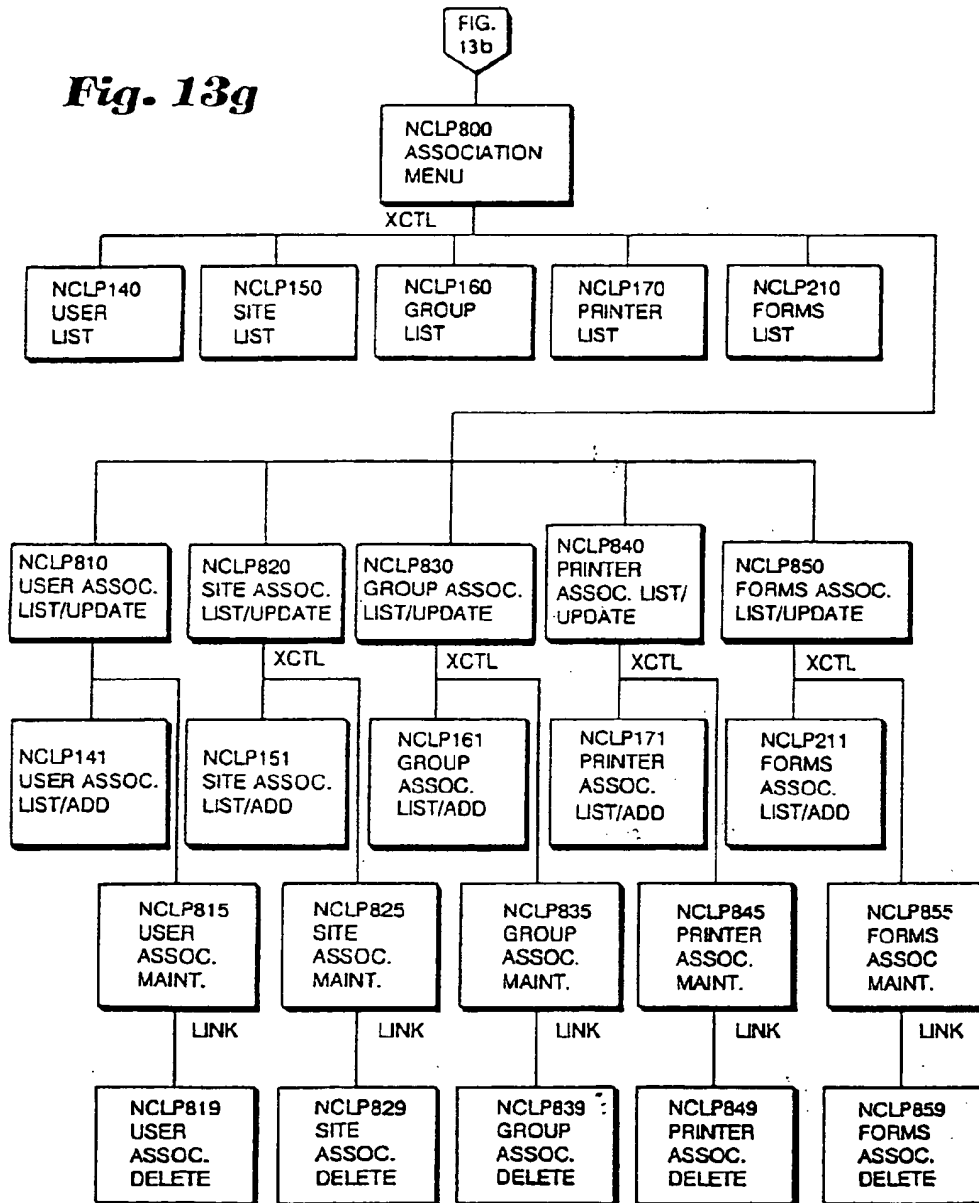 FIG.
13b
Fig. 13g
NCLP800
ASSOCIATION
MENU
XCTL
NCLP140
USER
LIST
NCLP150
SITE
LIST
NCLP160
GROUP
LIST
NCLP170
PRINTER
LIST
NCLP210
FORMS
LIST
NCLP810
USER ASSOC.
LIST/UPDATE
NCLP820
SITE ASSOC.
LIST/UPDATE
NCLP830
GROUP ASSOC.
LIST/UPDATE
NCLP840
PRINTER
ASSOC. LIST/
UPDATE
NCLP850
FORMS ASSOC.
LIST/UPDATE
XCTL
XCTL
XCTL
XCTL
NCLP141
USER ASSOC.
LIST/ADD
NCLP151
SITE ASSOC.
LIST/ADD
NCLP161
GROUP
ASSOC.
LIST/ADD
NCLP171
PRINTER
ASSOC.
LIST/ADD
NCLP211
FORMS
ASSOC.
LIST/ADD
NCLP815
USER
ASSOC.
MAINT.
NCLP825
SITE
ASSOC.
MAINT.
NCLP835
GROUP
ASSOC.
MAINT.
NCLP845
PRINTER
ASSOC.
MAINT.
NCLP855
FORMS
ASSOC
MAINT.
LINK
LINK
LINK
LINK
LINK
NCLP819
USER
ASSOC.
DELETE
NCLP829
SITE
ASSOC.
DELETE
NCLP839
GROUP
ASSOC.
DELETE
NCLP849
PRINTER
ASSOC.
DELETE
NCLP859
FORMS
ASSOC.
DELETE